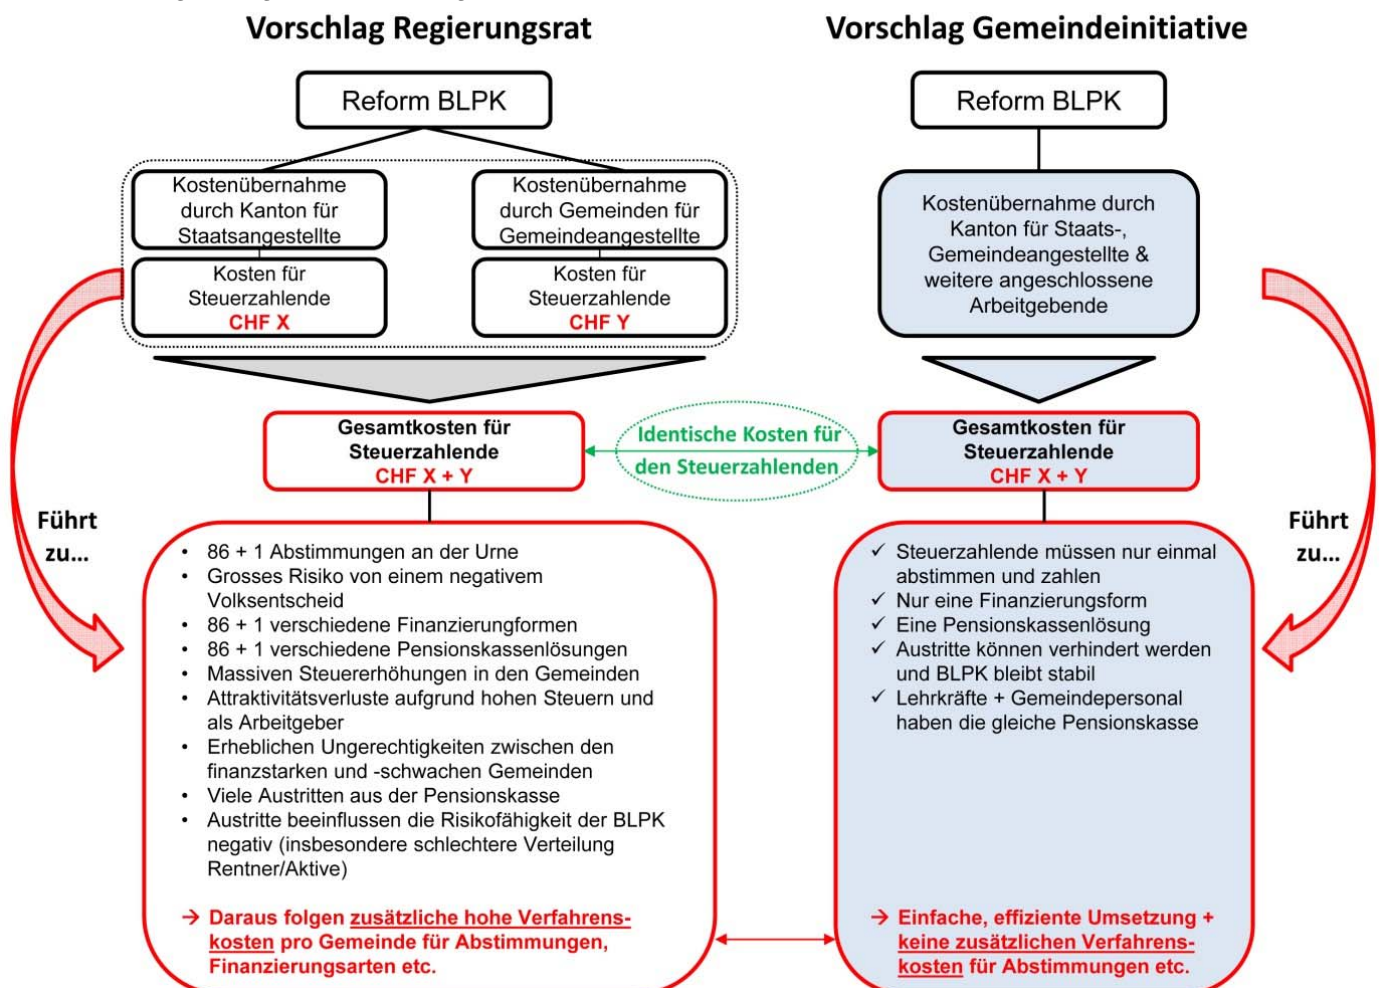 Vorschlag Regierungsrat
Reform BLPK
Kostenübernahme
durch Kanton für
Staatsangestellte
Kosten für
Steuerzahlende
CHF X
Kostenübernahme
durch Gemeinden für
Gemeindeangestellte
Kosten für
Steuerzahlende
CHF Y
Gesamtkosten für
Steuerzahlende
CHF X + Y
Führt
zu...
• 86 + 1 Abstimmungen an der Urne
• Grosses Risiko von einem negativem
Volksentscheid
• 86 + 1 verschiedene Finanzierungformen
• 86 + 1 verschiedene Pensionskassenlösungen
• Massiven Steuererhöhungen in den Gemeinden
• Attraktivitätsverluste aufgrund hohen Steuern und
als Arbeitgeber
• Erheblichen Ungerechtigkeiten zwischen den
finanzstarken und -schwachen Gemeinden
• Viele Austritten aus der Pensionskasse
• Austritte beeinflussen die Risikofähigkeit der BLPK
negativ (insbesondere schlechtere Verteilung
Rentner/Aktive)
→ Daraus folgen zusätzliche hohe Verfahrens-
kosten pro Gemeinde für Abstimmungen,
Finanzierungsarten etc.
Identische Kosten für
den Steuerzahlenden
Vorschlag Gemeindeinitiative
Reform BLPK
Kostenübernahme durch
Kanton für Staats-,
Gemeindeangestellte &
weitere angeschlossene
Arbeitgebende
Gesamtkosten für
Steuerzahlende
CHF X + Y
Führt
zu...
✓ Steuerzahlende müssen nur einmal
abstimmen und zahlen
✓ Nur eine Finanzierungsform
✓ Eine Pensionskassenlösung
✓ Austritte können verhindert werden
und BLPK bleibt stabil
✓ Lehrkräfte + Gemeindepersonal
haben die gleiche Pensionskasse
→ Einfache, effiziente Umsetzung +
keine zusätzlichen Verfahrens-
kosten für Abstimmungen etc.